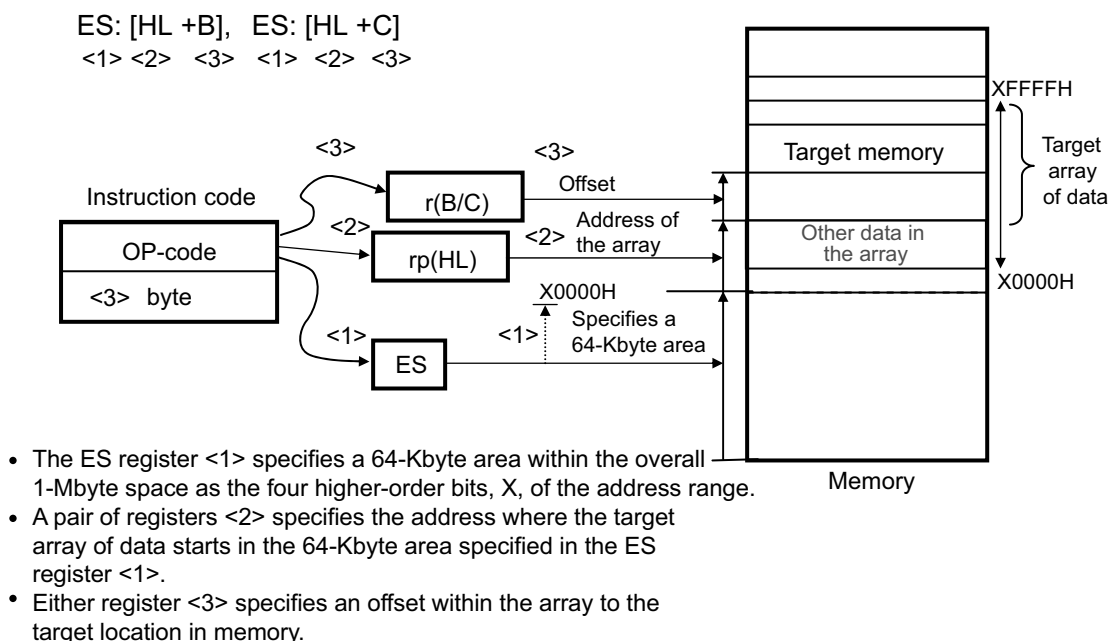 ES: [HL +B], ES: [HL +C]
<1> <2> <3> <1> <2> <3>
XFFFFH
Target
array
of data
Target memory
<3>
<3>
Offset
r(B/C)
Instruction code
OP-code
<3> byte
<2>
rp(HL)
<2>
Address of
the array
Other data in
the array
X0000H
X0000H
<1>
ES
<1>
Specifies a
64-Kbyte area
Memory
• The ES register <1> specifies a 64-Kbyte area within the overall
1-Mbyte space as the four higher-order bits, X, of the address range.
• A pair of registers <2> specifies the address where the target
array of data starts in the 64-Kbyte area specified in the ES
register <1>.
• Either register <3> specifies an offset within the array to the
target location in memory.